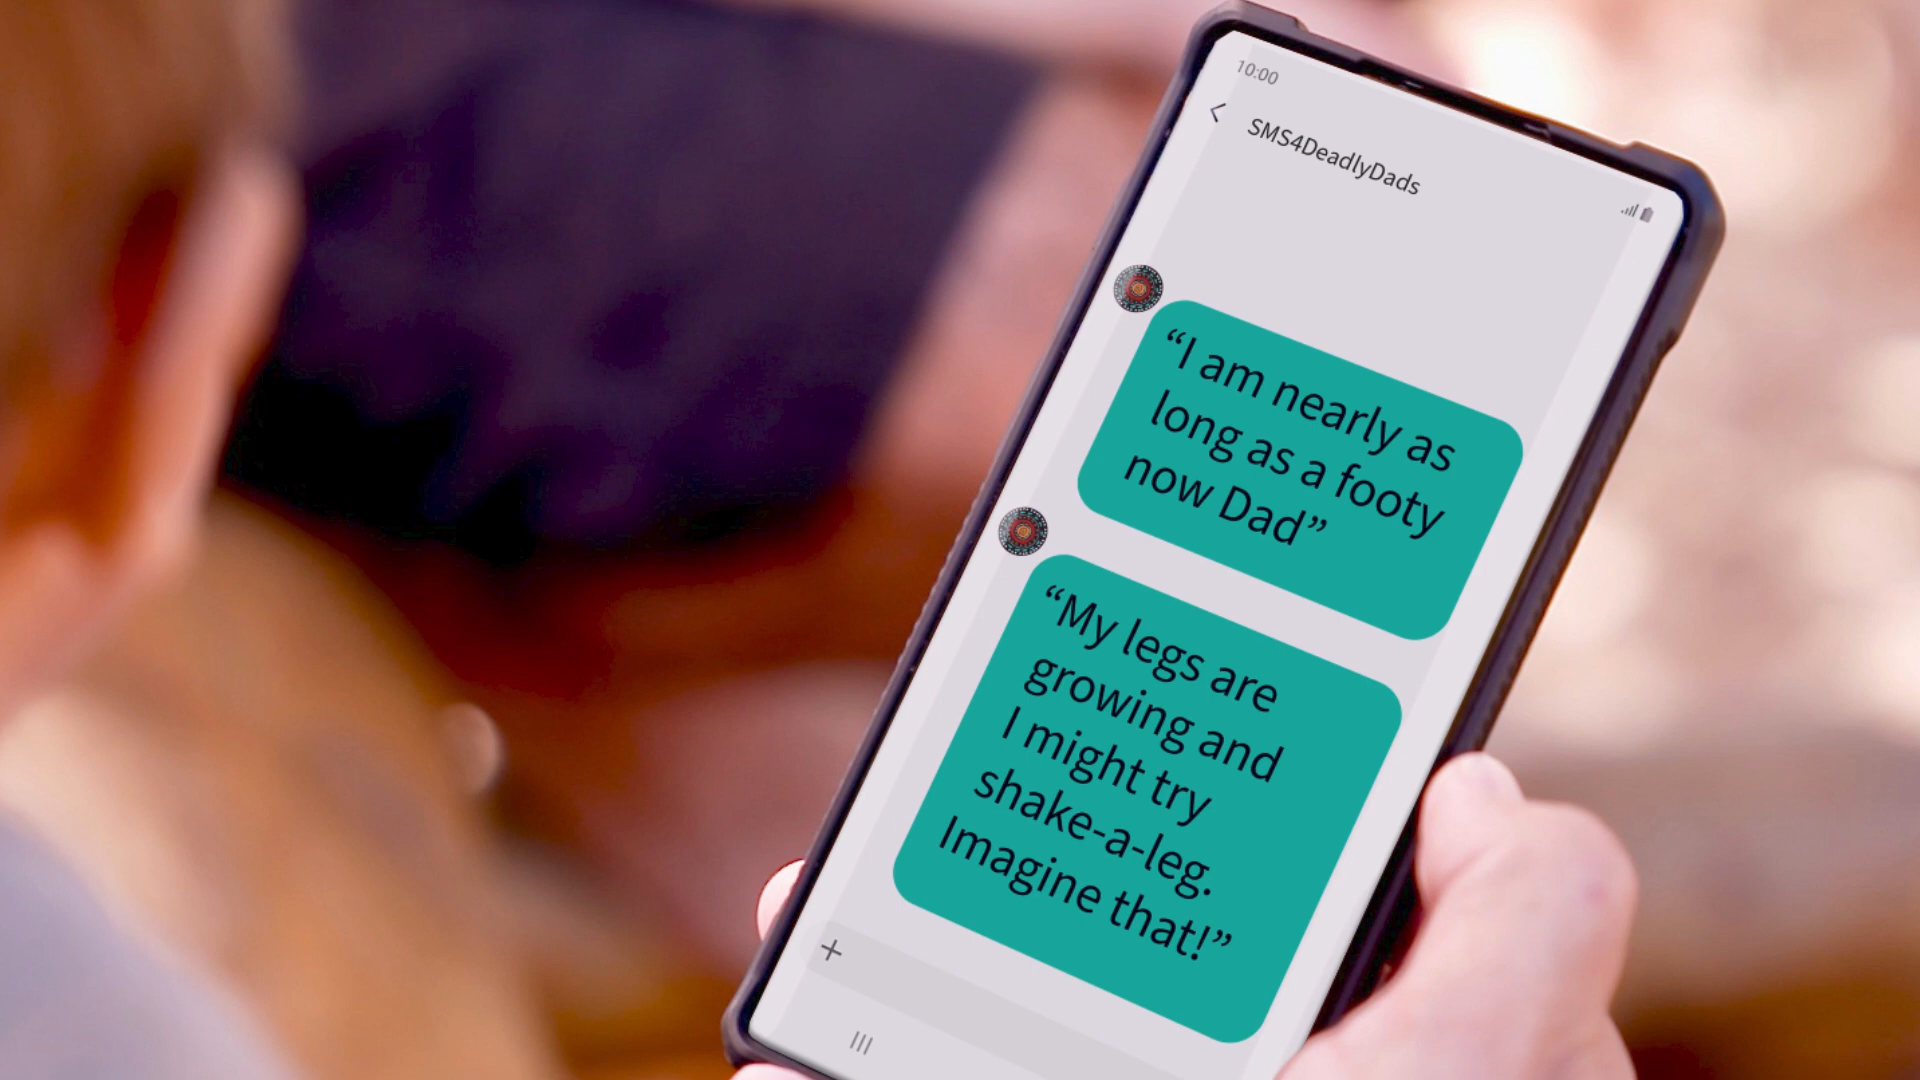 10:00
SMS4DeadlyDads
“I am nearly as
long as a footy
now Dad”
“My legs are
growing and
I might try
shake-a-leg.
Imagine that!”